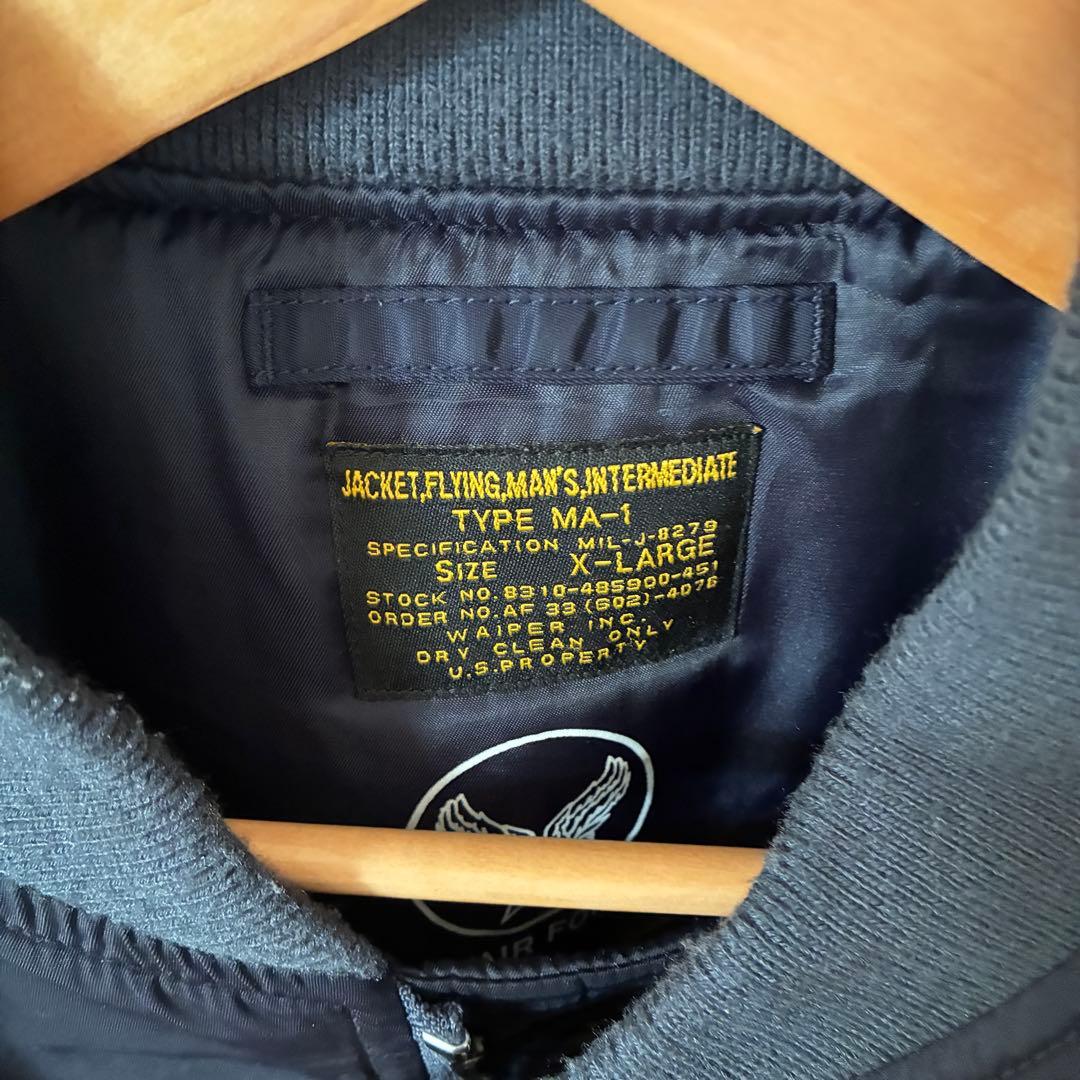 JACKET,FLYING,MAN'S,INTERMEDIATE
TYPE MA-1
SPECIFICATION MIL-J-8279
SIZE X-LARGE
STOCK NO.8310-485900-451
ORDER NO.AF 33 (602)-4076
WAIPER INC.
DRY CLEAN ONLY
U.S.PROPERTY
AIR